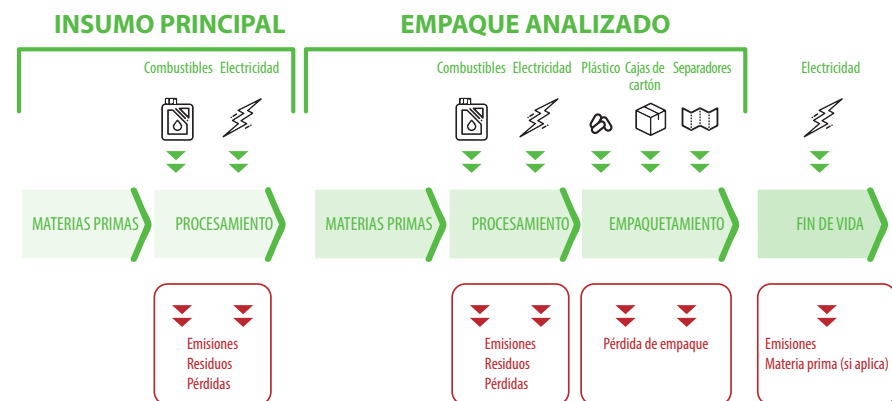 INSUMO PRINCIPAL
EMPAQUE ANALIZADO
Combustibles Electricidad
Combustibles Electricidad Plástico Cajas de cartón Separadores
Electricidad
MATERIAS PRIMAS
PROCESAMIENTO
MATERIAS PRIMAS
PROCESAMIENTO
EMPAQUETAMIENTO
FIN DE VIDA
Emisiones
Residuos
Pérdidas
Emisiones
Residuos
Pérdidas
Pérdida de empaque
Emisiones
Materia prima (si aplica)